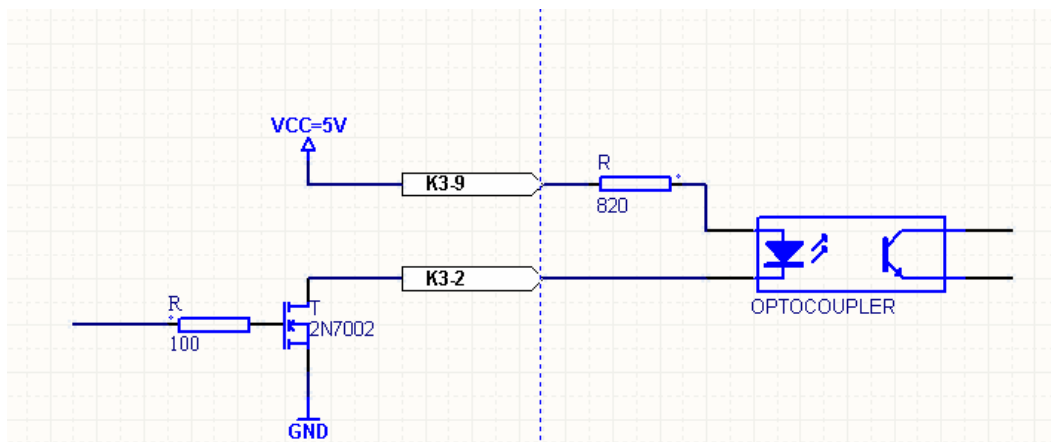 VCC=5V
K3-9
R
820
K3-2
R
100
T
2N7002
OPTOCOUPLER
GND